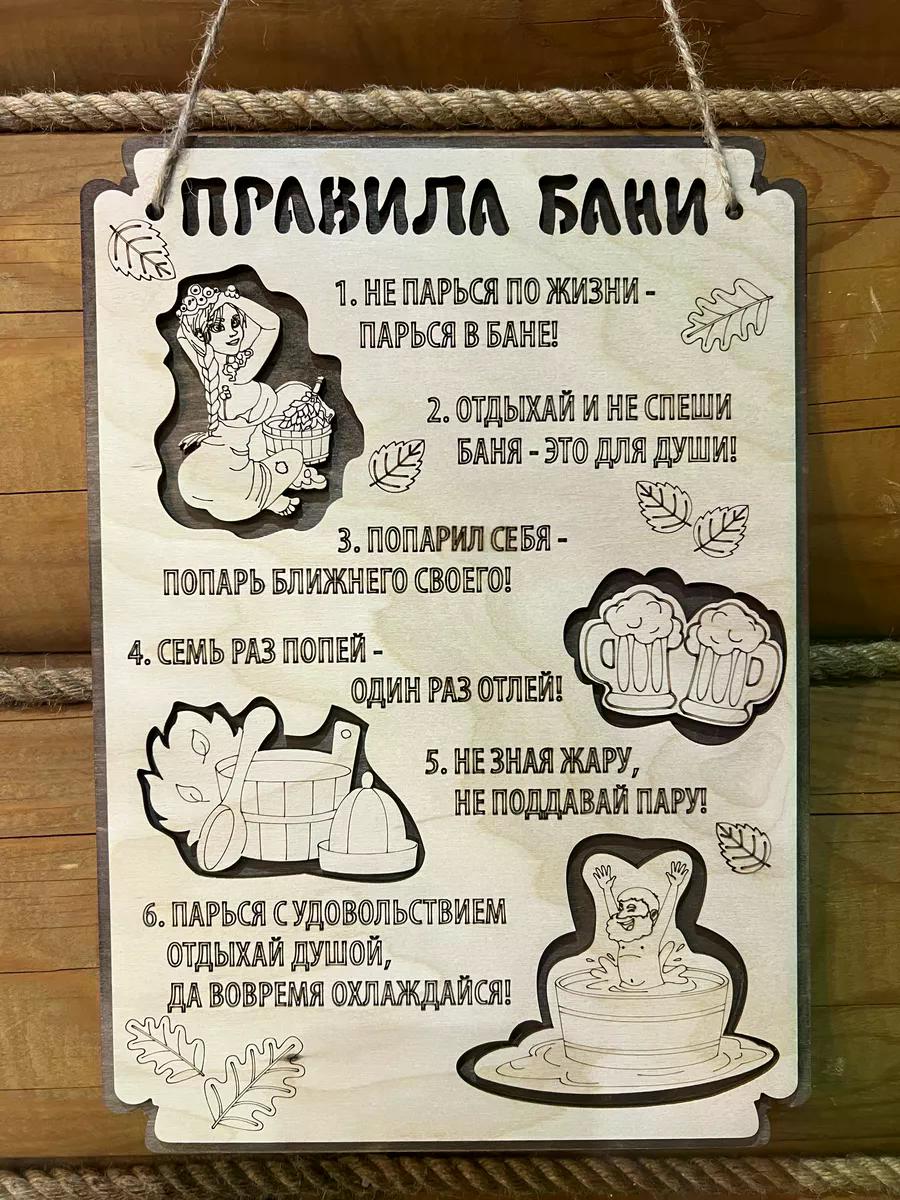 ПРАВИЛА БАНИ
1. НЕ ПАРЬСЯ ПО ЖИЗНИ -
ПАРЬСЯ В БАНЕ!
2. ОТДЫХАЙ И НЕ СПЕШИ
БАНЯ - ЭТО ДЛЯ ДУШИ!
3. ПОПАРИЛ СЕБЯ -
ПОПАРЬ БЛИЖНЕГО СВОЕГО!
4. СЕМЬ РАЗ ПОПЕЙ -
ОДИН РАЗ ОТЛЕЙ!
5. НЕ ЗНАЯ ЖАРУ,
НЕ ПОДДАВАЙ ПАРУ!
6. ПАРЬСЯ С УДОВОЛЬСТВИЕМ
ОТДЫХАЙ ДУШОЙ,
ДА ВОВРЕМЯ ОХЛАЖДАЙСЯ!